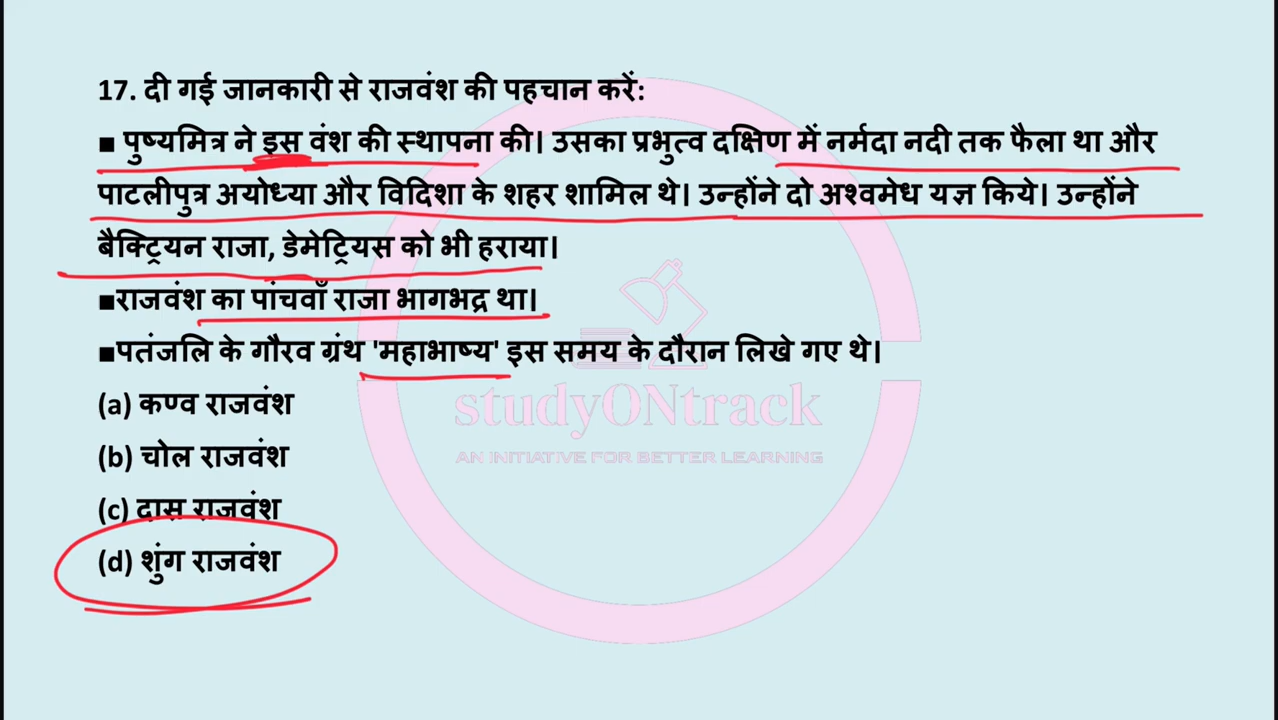 17. दी गई जानकारी से राजवंश की पहचान करें:
■ पुष्यमित्र ने इस वंश की स्थापना की। उसका प्रभुत्व दक्षिण में नर्मदा नदी तक फैला था और
पाटलीपुत्र अयोध्या और विदिशा के शहर शामिल थे। उन्होंने दो अश्वमेध यज्ञ किये। उन्होंने
बैक्ट्रियन राजा, डेमेट्रियस को भी हराया।
■राजवंश का पांचवाँ राजा भागभद्र था।
■पतंजलि के गौरव ग्रंथ 'महाभाष्य' इस समय के दौरान लिखे गए थे।
(a) कण्व राजवंश
studyONtrack
(b) चोल राजवंश
AN INITIATIVE FOR BETTER LEARNING
(c) दास राजवंश
(d) शुंग राजवंश